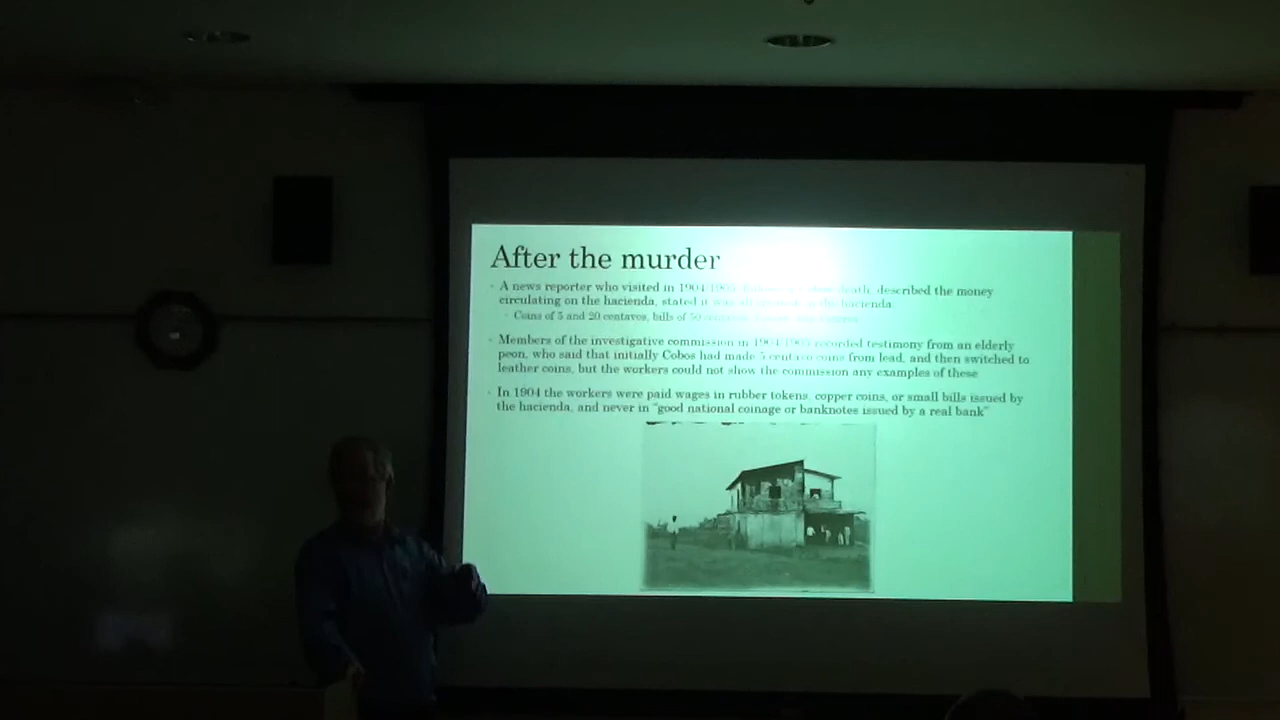 After the murder
A news reporter who visited in 1904 death, described the money
circulating on the hacienda, stated it hacienda
Coins of 5 and 20 centavos, bills of 50
Members of the investigative commission in recorded testimony from an elderly
peon, who said that initially Cobos had made 5 centavo coins from lead, and then switched to
leather coins, but the workers could not show the commission any examples of these
In 1904 the workers were paid wages in rubber tokens, copper coins, or small bills issued by
the hacienda, and never in "good national coinage or banknotes issued by a real bank"